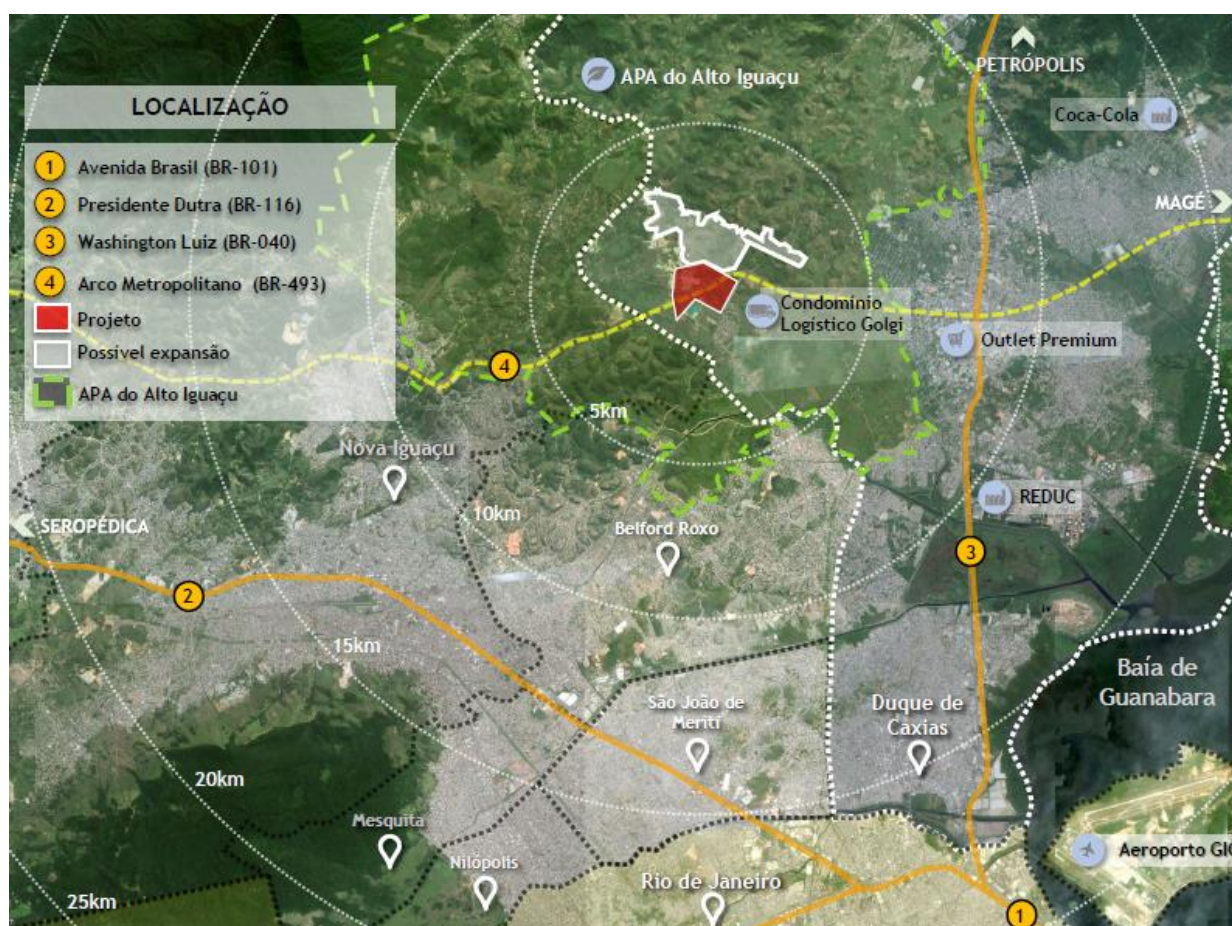 LOCALIZAÇÃO
1 Avenida Brasil (BR-101)
2 Presidente Dutra (BR-116)
3 Washington Luiz (BR-040)
4 Arco Metropolitano (BR-493)
Projeto
Possível expansão
APA do Alto Iguaçu
APA do Alto Iguaçu
PETRÓPOLIS
Coca-Cola
MAGÉ
Condomínio
Logístico Golgi
Outlet Premium
4
5km
Nova Iguaçu
REDUC
10km
SEROPÉDICA
Belford Roxo
3
2
15km
Baía de
Guanabara
São João de
Merití
Duque de
Caxias
20km
Mesquita
Nilópolis
Aeroporto GIG
Rio de Janeiro
25km
1